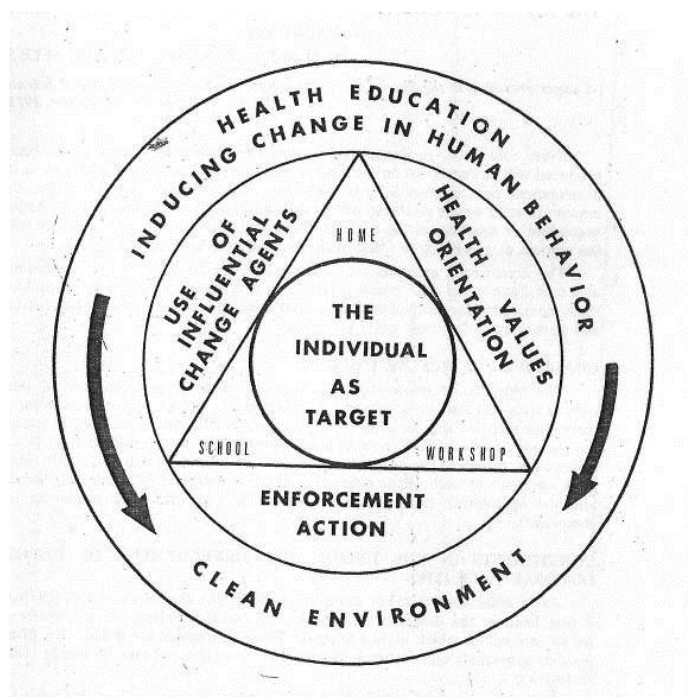 HEALTH EDUCATION
INDUCING CHANGE IN HUMAN BEHAVIOR
USE
OF
INFLUENTIAL
CHANGE AGENTS
HEALTH VALUES
ORIENTATION
HOME
THE
INDIVIDUAL
AS
TARGET
SCHOOL
WORKSHOP
ENFORCEMENT
ACTION
CLEAN ENVIRONMENT